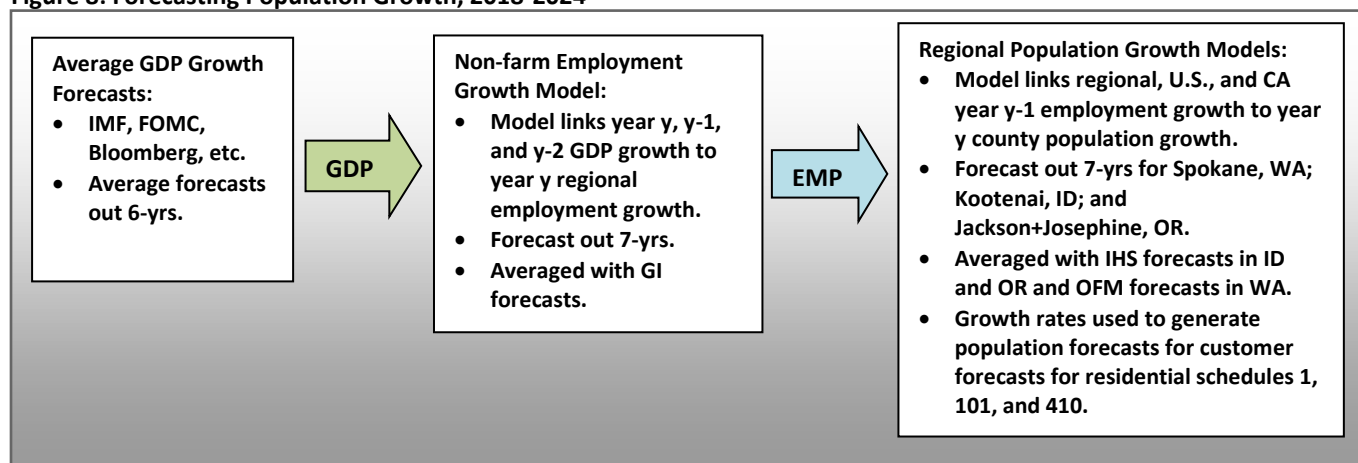 Figure 8: Forecasting Population Growth, 2018-2024
Average GDP Growth
Forecasts:
• IMF, FOMC,
Bloomberg, etc.
• Average forecasts
out 6-yrs.
GDP
Non-farm Employment
Growth Model:
• Model links year y, y-1,
and y-2 GDP growth to
year y regional
employment growth.
• Forecast out 7-yrs.
• Averaged with GI
forecasts.
EMP
Regional Population Growth Models:
• Model links regional, U.S., and CA
year y-1 employment growth to year
y county population growth.
• Forecast out 7-yrs for Spokane, WA;
Kootenai, ID; and
Jackson+Josephine, OR.
• Averaged with IHS forecasts in ID
and OR and OFM forecasts in WA.
• Growth rates used to generate
population forecasts for customer
forecasts for residential schedules 1,
101, and 410.